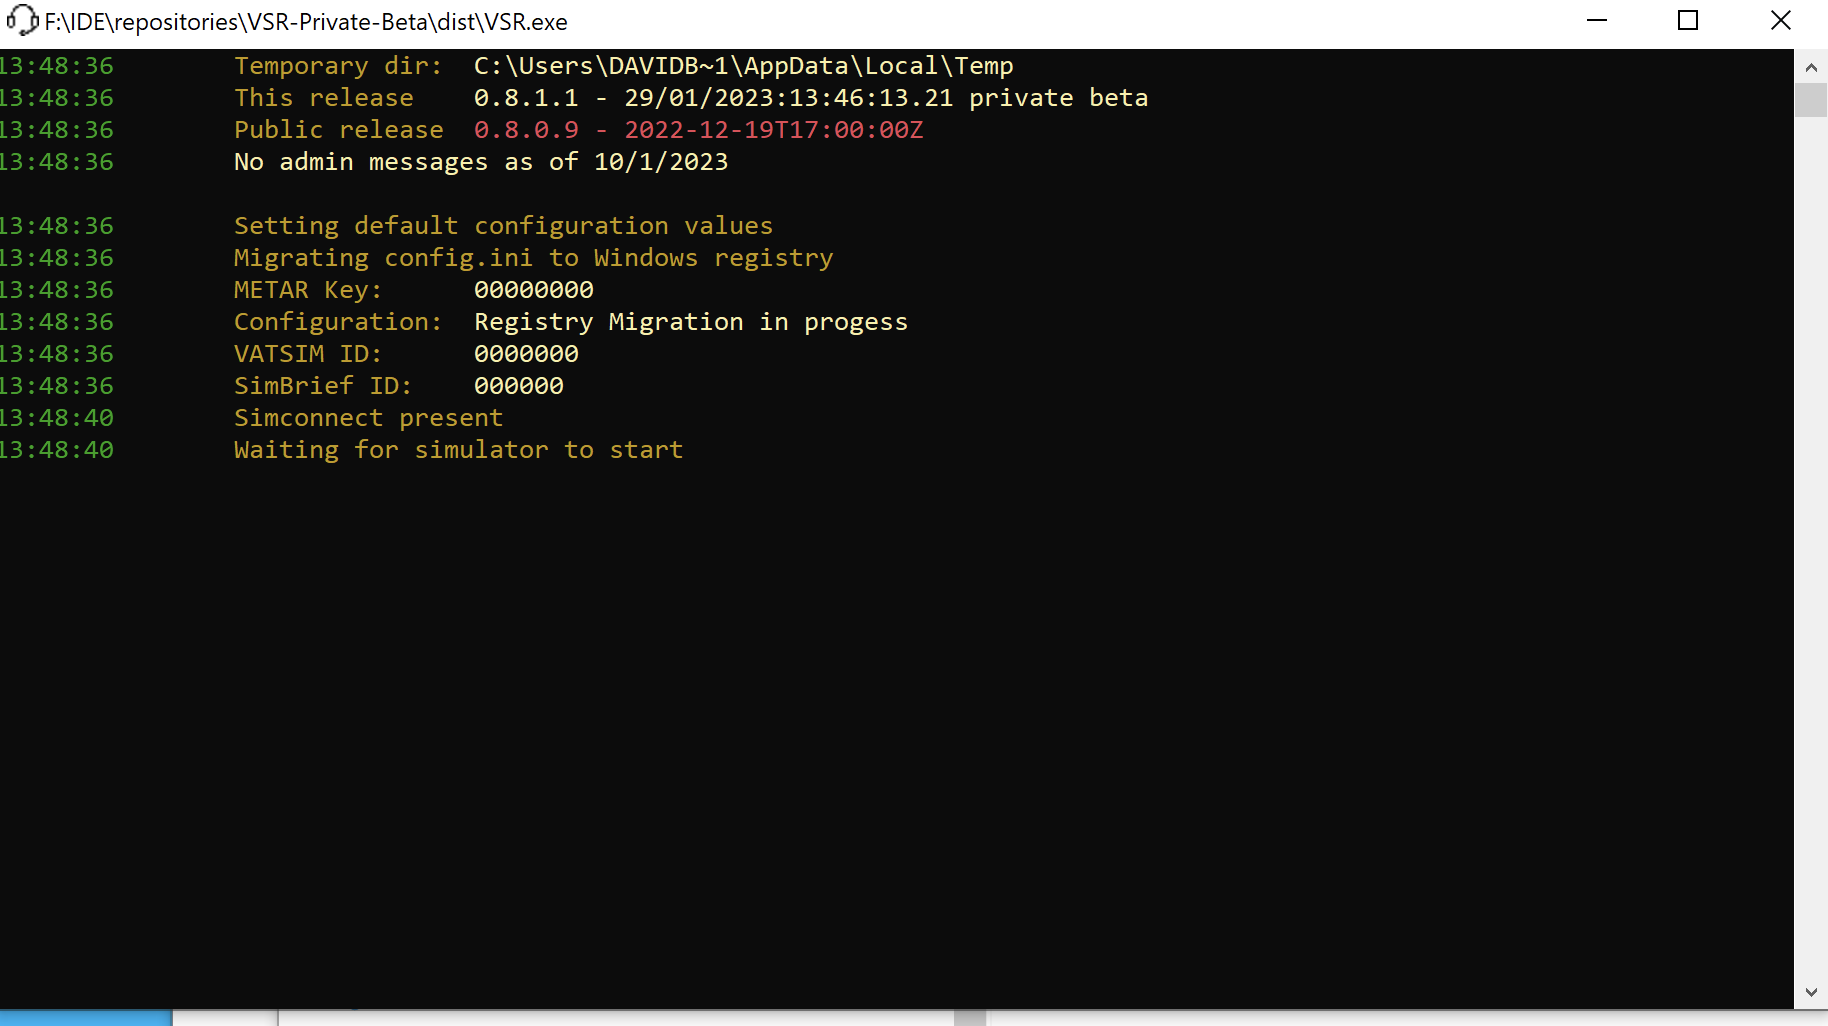 F:\IDE\repositories\VSR-Private-Beta\dist\VSR.exe
13:48:36 Temporary dir: C:\Users\DAVIDB~1\AppData\Local\Temp
13:48:36 This release 0.8.1.1 - 29/01/2023:13:46:13.21 private beta
13:48:36 Public release 0.8.0.9 - 2022-12-19T17:00:00Z
13:48:36 No admin messages as of 10/1/2023
13:48:36 Setting default configuration values
13:48:36 Migrating config.ini to Windows registry
13:48:36 METAR Key: 00000000
13:48:36 Configuration: Registry Migration in progess
13:48:36 VATSIM ID: 0000000
13:48:36 SimBrief ID: 000000
13:48:40 Simconnect present
13:48:40 Waiting for simulator to start